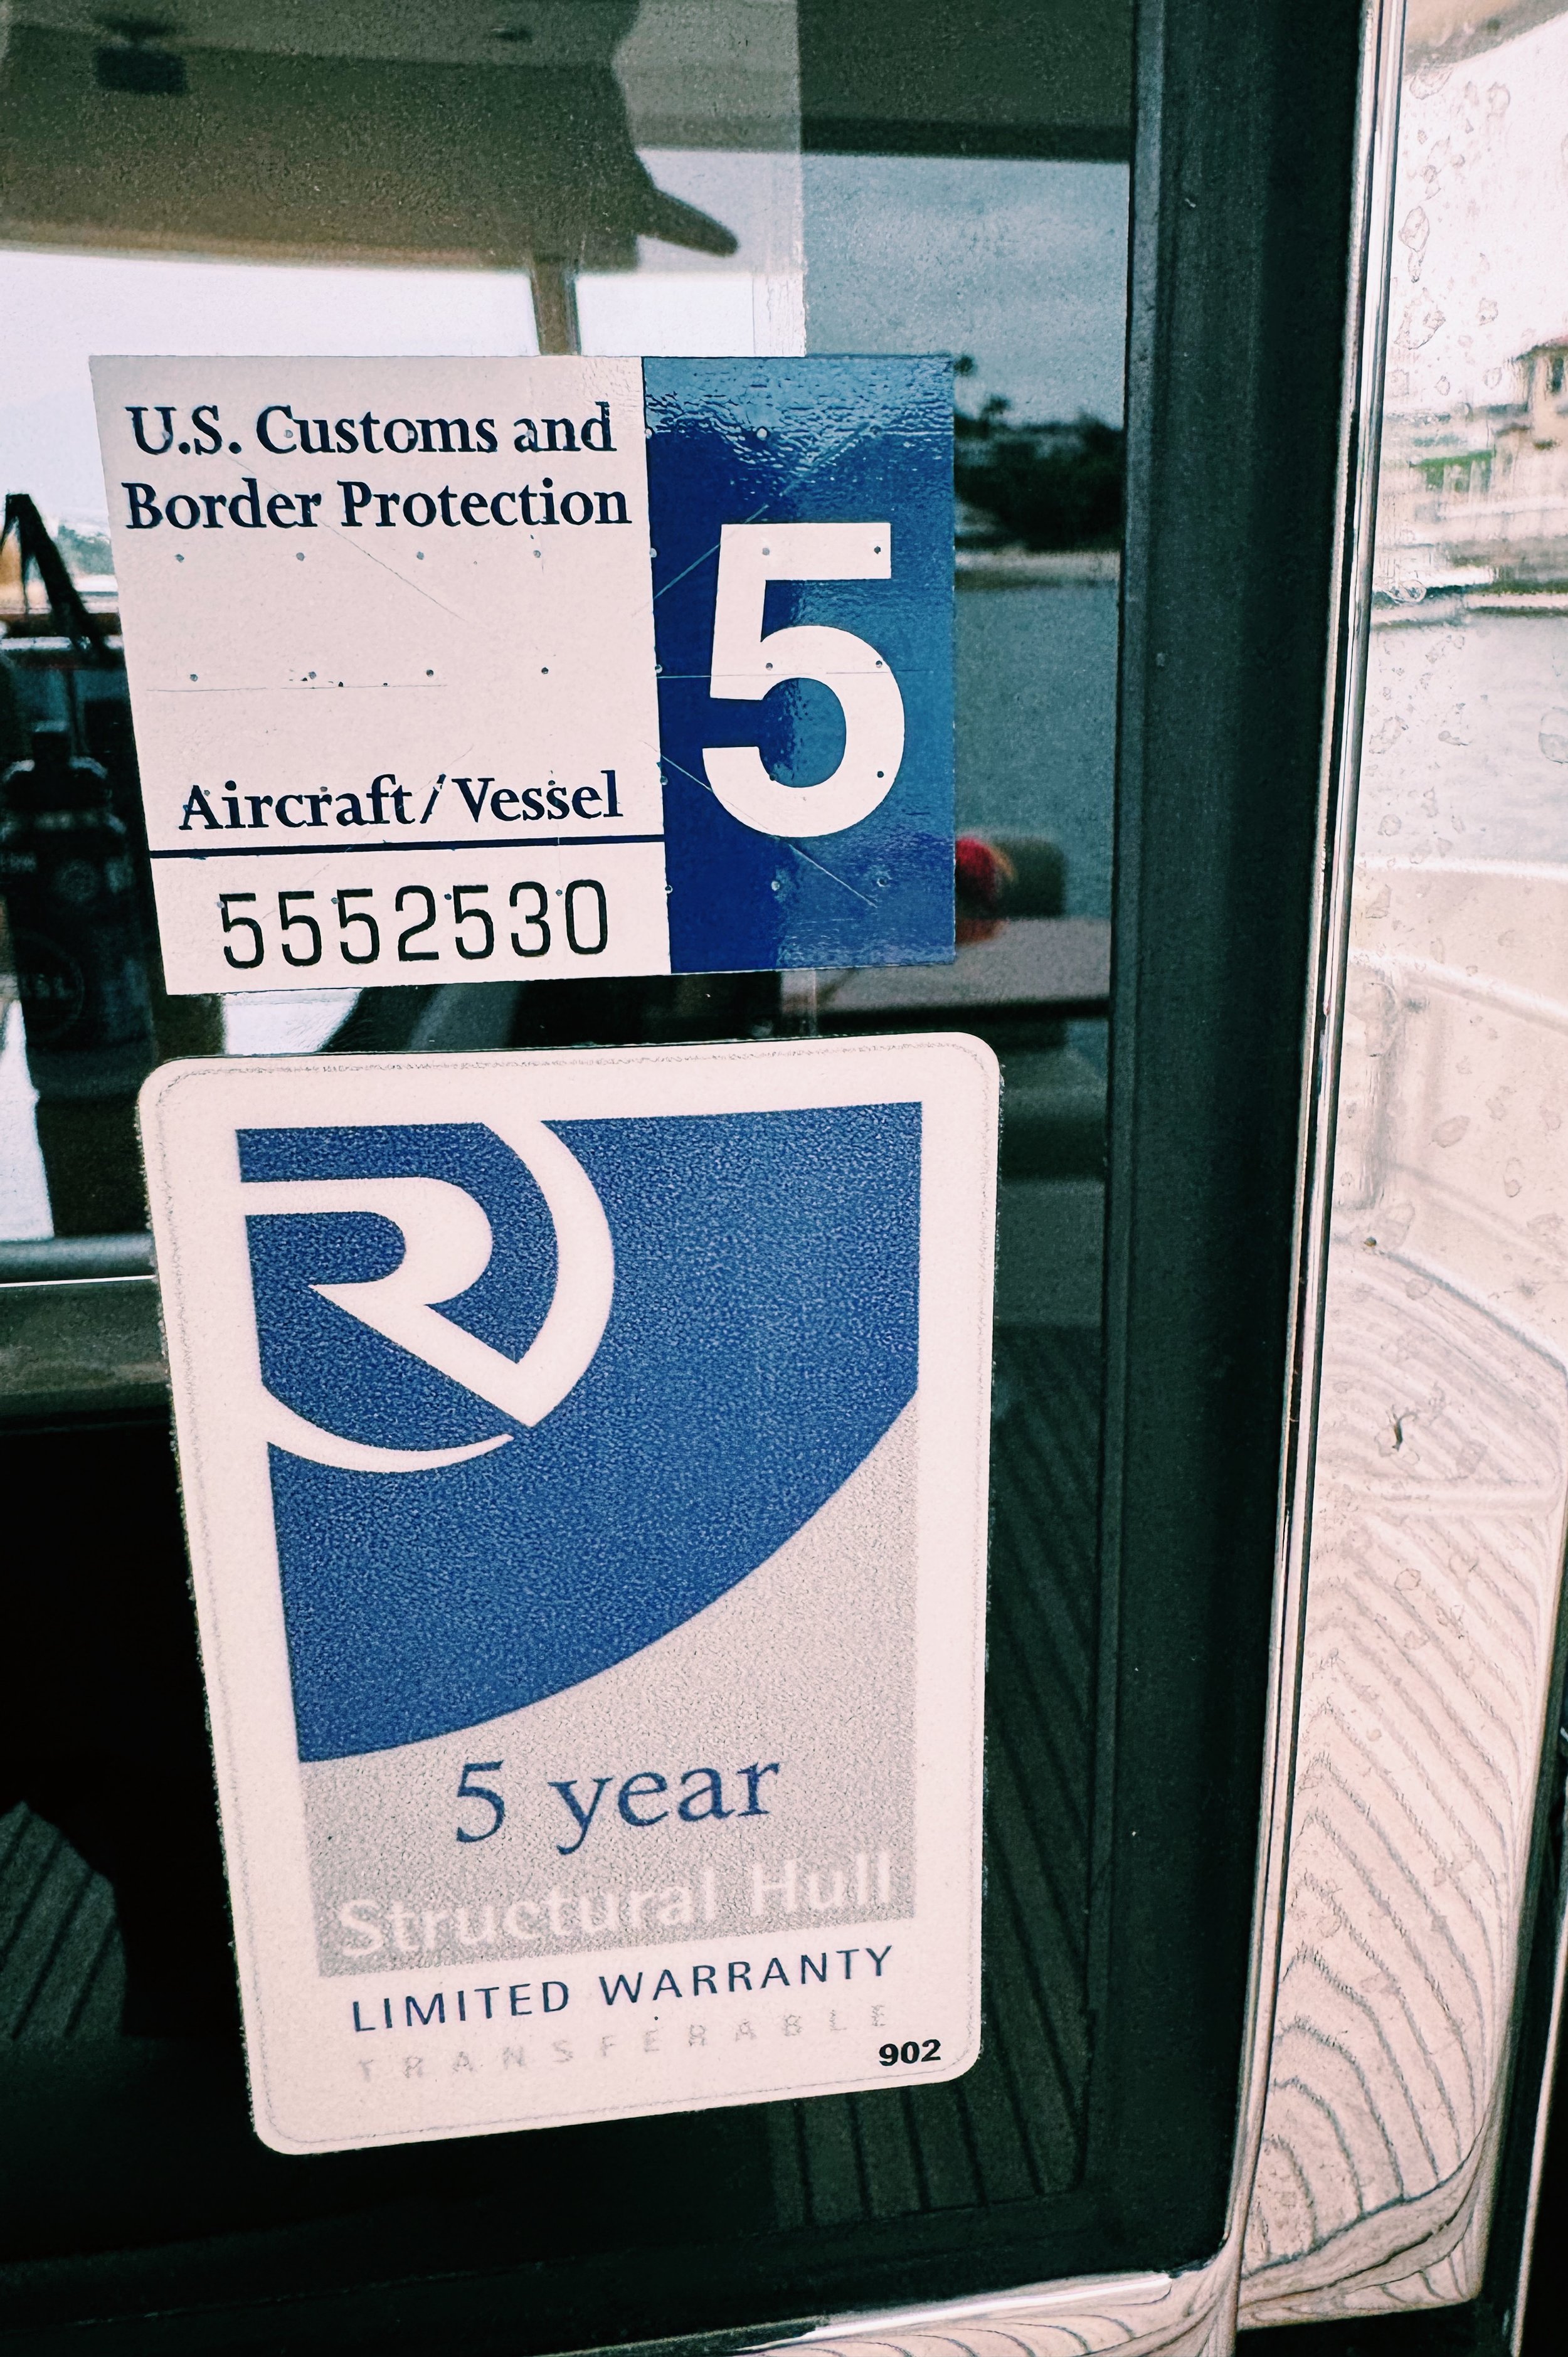 U.S. Customs and
Border Protection
5
Aircraft/Vessel
5552530
R
5 year
Structural Hull
LIMITED WARRANTY
TRANSFERABLE
902